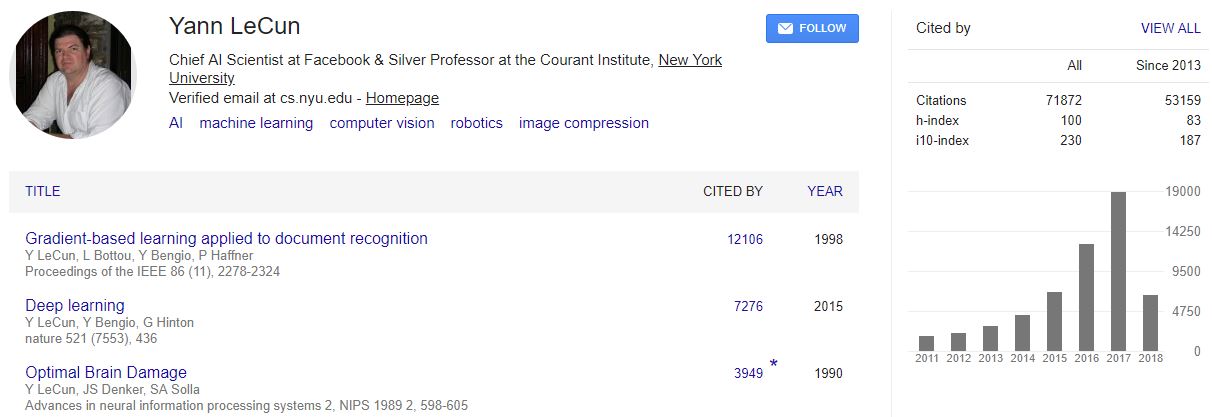 Yann LeCun
FOLLOW
Chief AI Scientist at Facebook & Silver Professor at the Courant Institute, New York
University
Verified email at cs.nyu.edu - Homepage
AI machine learning computer vision robotics image compression
TITLE CITED BY YEAR
Gradient-based learning applied to document recognition 12106 1998
Y LeCun, L Bottou, Y Bengio, P Haffner
Proceedings of the IEEE 86 (11), 2278-2324
Deep learning 7276 2015
Y LeCun, Y Bengio, G Hinton
nature 521 (7553), 436
Optimal Brain Damage 3949 * 1990
Y LeCun, JS Denker, SA Solla
Advances in neural information processing systems 2, NIPS 1989 2, 598-605
Cited by VIEW ALL
All Since 2013
Citations 71872 53159
h-index 100 83
i10-index 230 187
19000
14250
9500
4750
0
2011 2012 2013 2014 2015 2016 2017 2018